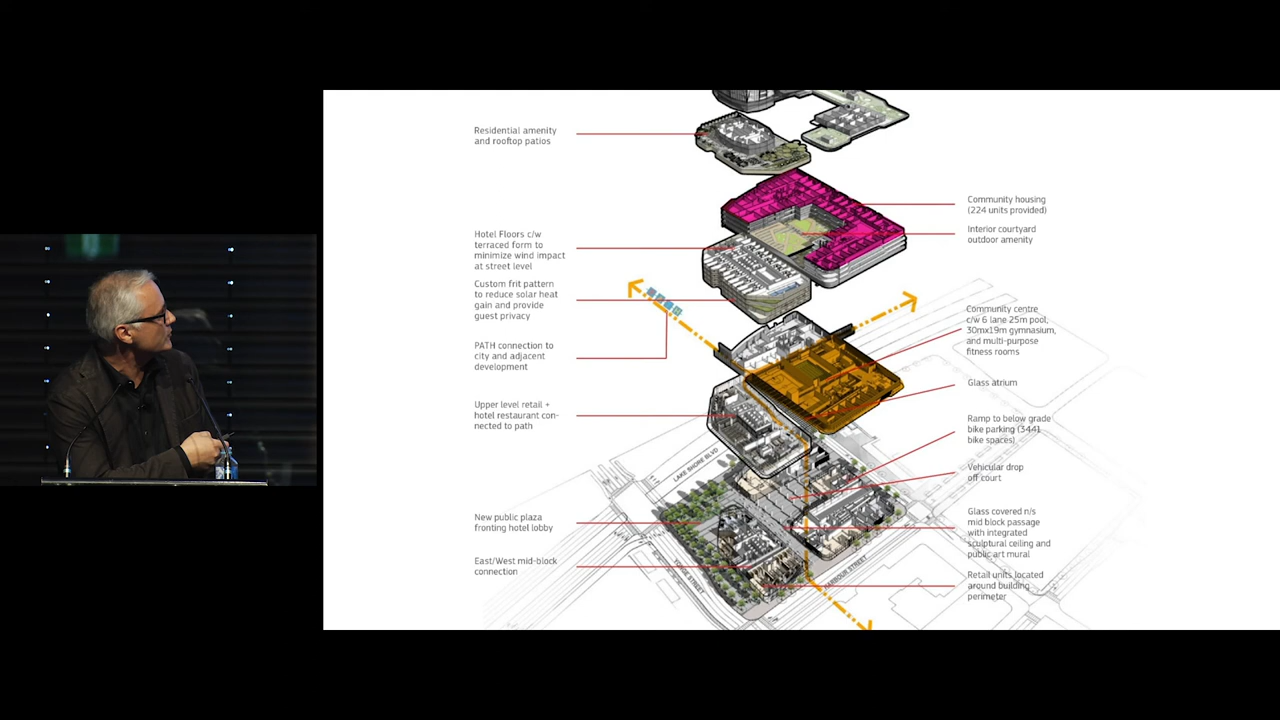 Residential amenity
and rooftop patios
Hotel Floors c/w
terraced form to
minimize wind impact
at street level
Custom frit pattern
to reduce solar heat
gain and provide
guest privacy
PATH connection to
city and adjacent
development
Upper level retail +
hotel restaurant con-
nected to path
New public plaza
fronting hotel lobby
East/West mid-block
connection
Community housing
(224 units provided)
Interior courtyard
outdoor amenity
Community centre
c/w 6 lane 25m pool,
30mx19m gymnasium,
and multi-purpose
fitness rooms
Glass atrium
Ramp to below grade
bike parking (3441
bike spaces)
Vehicular drop
off court
Glass covered n/s
mid block passage
with integrated
sculptural ceiling and
public art mural
Retail units located
around building
perimeter
LAKE SHORE BLVD
STREET
HARBOUR STREET